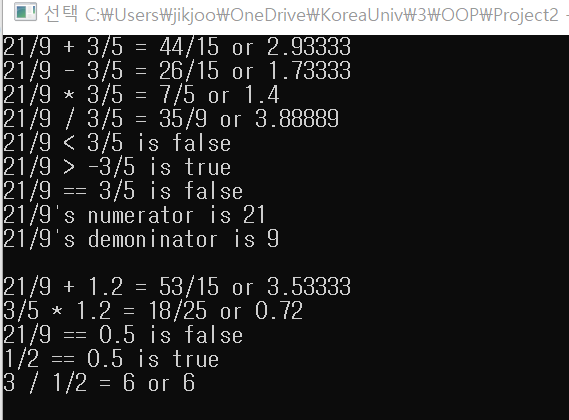 선택 C:₩Users₩jikjoo₩OneDrive₩KoreaUniv₩3₩OOP₩Project2 -
21/9 + 3/5 = 44/15 or 2.93333
21/9 - 3/5 = 26/15 or 1.73333
21/9 * 3/5 = 7/5 or 1.4
21/9 / 3/5 = 35/9 or 3.88889
21/9 < 3/5 is false
21/9 > -3/5 is true
21/9 == 3/5 is false
21/9's numerator is 21
21/9's demoninator is 9
21/9 + 1.2 = 53/15 or 3.53333
3/5 * 1.2 = 18/25 or 0.72
21/9 == 0.5 is false
1/2 == 0.5 is true
3 / 1/2 = 6 or 6